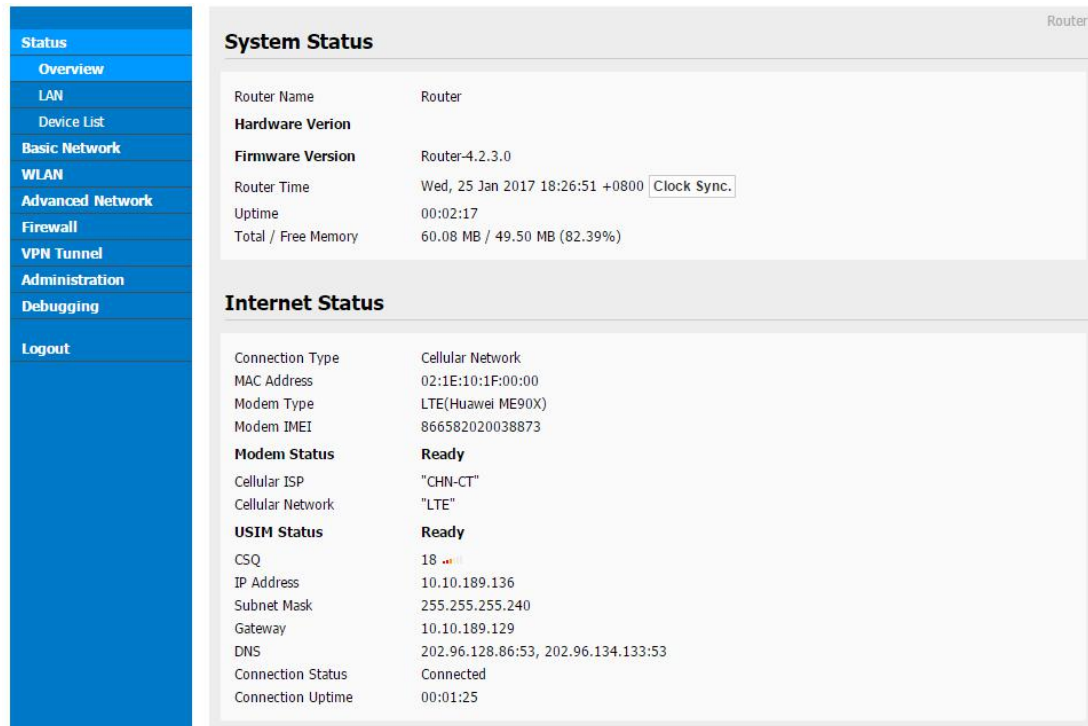 Router
Status
Overview
LAN
Device List
Basic Network
WLAN
Advanced Network
Firewall
VPN Tunnel
Administration
Debugging
Logout
System Status
Router Name Router
Hardware Verion
Firmware Version Router-4.2.3.0
Router Time Wed, 25 Jan 2017 18:26:51 +0800 Clock Sync.
Uptime 00:02:17
Total / Free Memory 60.08 MB / 49.50 MB (82.39%)
Internet Status
Connection Type Cellular Network
MAC Address 02:1E:10:1F:00:00
Modem Type LTE(Huawei ME90X)
Modem IMEI 866582020038873
Modem Status Ready
Cellular ISP "CHN-CT"
Cellular Network "LTE"
USIM Status Ready
CSQ 18
IP Address 10.10.189.136
Subnet Mask 255.255.255.240
Gateway 10.10.189.129
DNS 202.96.128.86:53, 202.96.134.133:53
Connection Status Connected
Connection Uptime 00:01:25